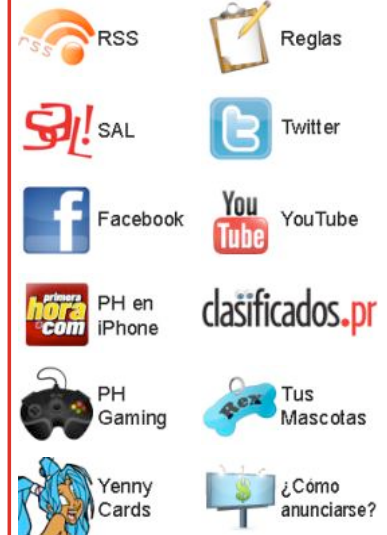 rss
RSS
Reglas
SAL!
SAL
t
Twitter
f
Facebook
You
Tube
YouTube
primera
hora
.com
PH en
iPhone
clasificados.pr
PH
Gaming
Rex
Tus
Mascotas
Yenny
Cards
$
¿Cómo
anunciarse?